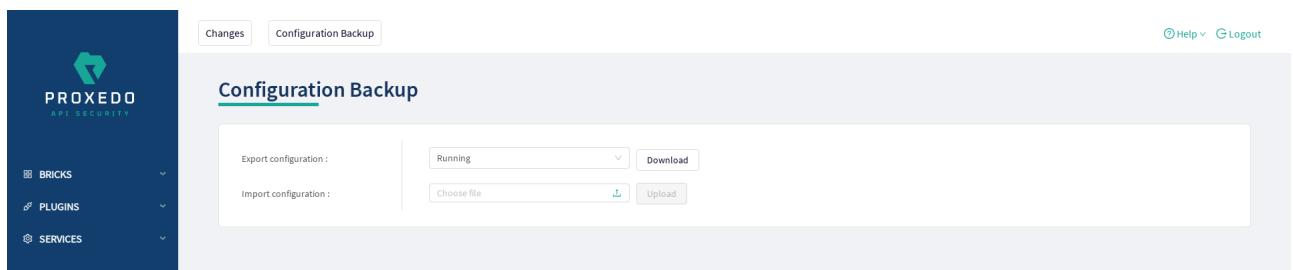 Changes
Configuration Backup
Help
Logout
PROXEDO
API SECURITY
BRICKS
PLUGINS
SERVICES
Configuration Backup
Export configuration :
Running
Download
Import configuration :
Choose file
Upload